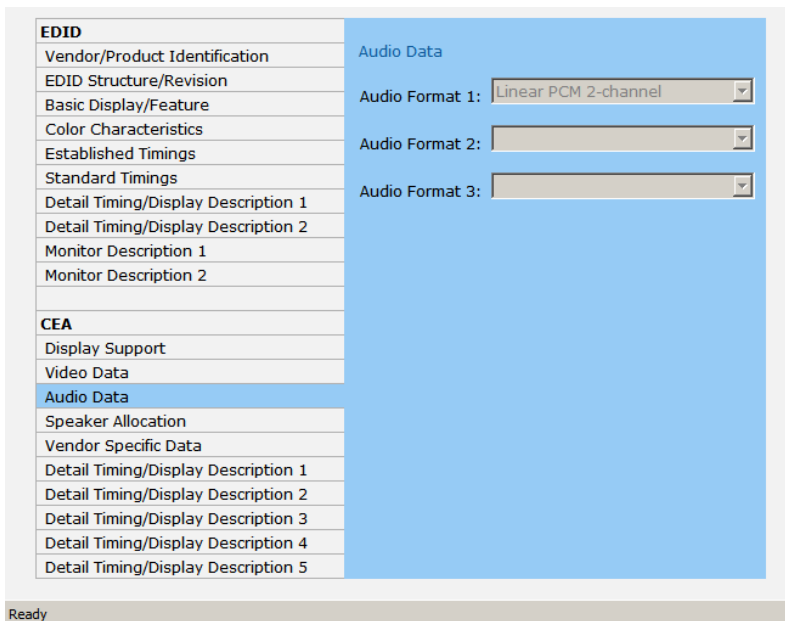 EDID
Vendor/Product Identification
EDID Structure/Revision
Basic Display/Feature
Color Characteristics
Established Timings
Standard Timings
Detail Timing/Display Description 1
Detail Timing/Display Description 2
Monitor Description 1
Monitor Description 2
CEA
Display Support
Video Data
Audio Data
Speaker Allocation
Vendor Specific Data
Detail Timing/Display Description 1
Detail Timing/Display Description 2
Detail Timing/Display Description 3
Detail Timing/Display Description 4
Detail Timing/Display Description 5
Audio Data
Audio Format 1: Linear PCM 2-channel
Audio Format 2:
Audio Format 3:
Ready